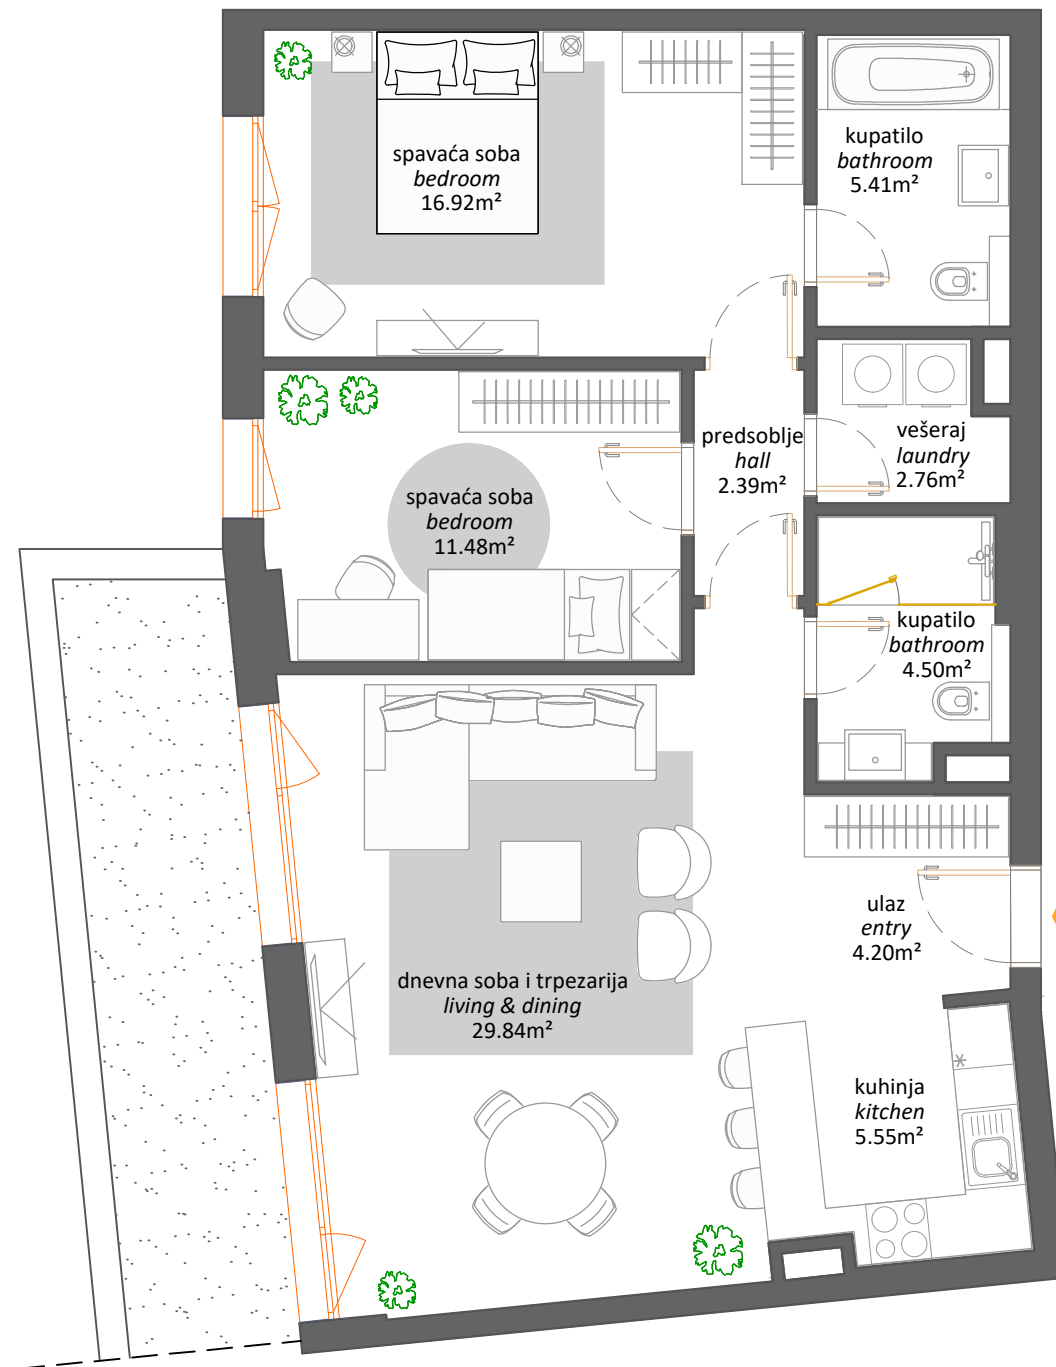 spavaća soba
bedroom
16.92m²
kupatilo
bathroom
5.41m²
predsoblje
hall
2.39m²
vešeraj
laundry
2.76m²
spavaća soba
bedroom
11.48m²
kupatilo
bathroom
4.50m²
ulaz
entry
4.20m²
dnevna soba i trpezarija
living & dining
29.84m²
kuhinja
kitchen
5.55m²